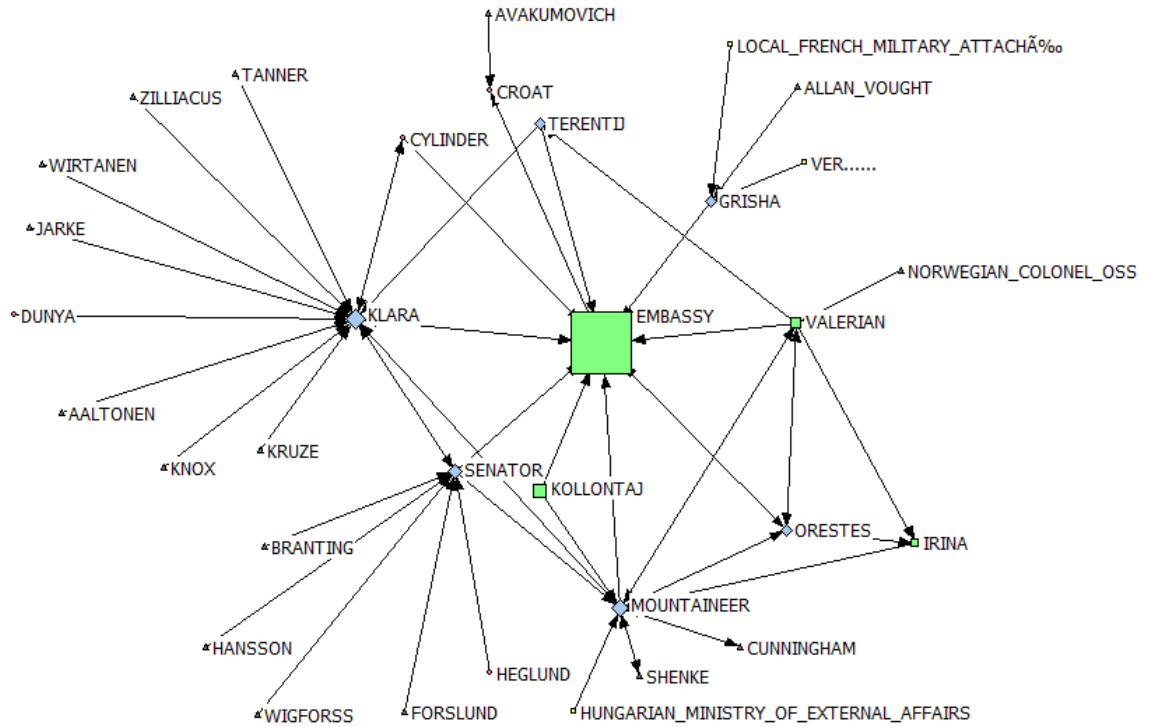 AVAKUMOVICH
LOCAL_FRENCH_MILITARY_ATTACHÃ‰
TANNER
ALLAN_VOUGHT
CROAT
ZILLIACUS
TERENTIJ
CYLINDER
VER......
WIRTANEN
GRISHA
JARKE
NORWEGIAN_COLONEL_OSS
DUNYA
KLARA
EMBASSY
VALERIAN
AALTONEN
KRUZE
KNOX
SENATOR
KOLLONTAJ
ORESTES
IRINA
BRANTING
MOUNTAINEER
HANSSON
CUNNINGHAM
HEGLUND
SHENKE
WIGFORSS
FORSLUND
HUNGARIAN_MINISTRY_OF_EXTERNAL_AFFAIRS